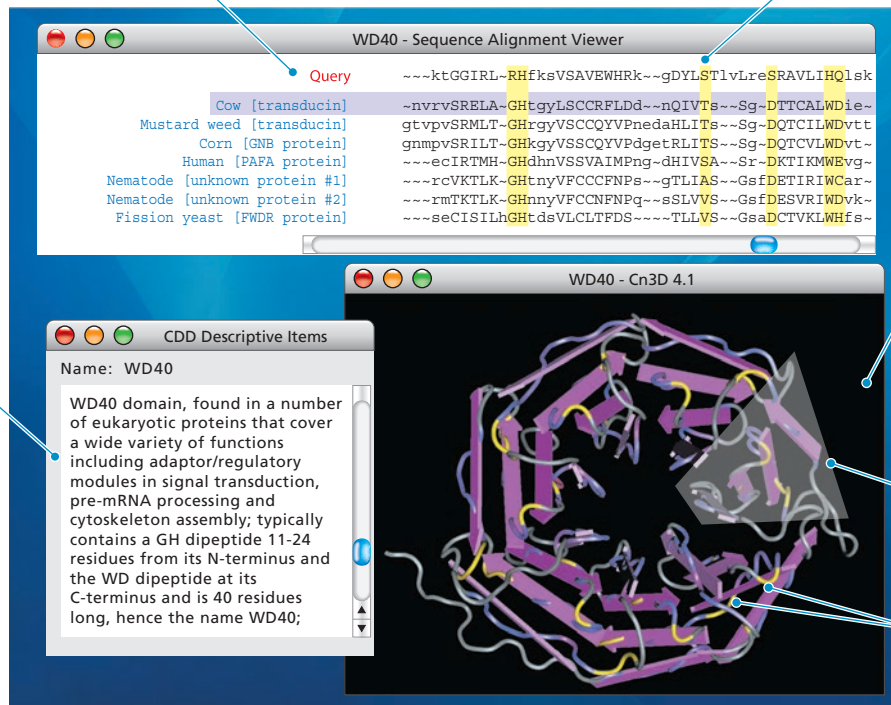 WD40 - Sequence Alignment Viewer
Query ~~~ktGGIRL~RHfksVSAVEWHRk~~gDYLSTlvLreSRAVLIHQlsk
Cow [transducin] ~nvrvSRELA~GHtgyLSCCRFLDd~~nQIVTs~~Sg~DTTCALWDie~
Mustard weed [transducin] gtvpvSRMLT~GHrgyVSCCQYVPnedaHLITs~~Sg~DQTCILWDvtt
Corn [GNB protein] gnmpvSRILT~GHkgyVSSCQYVPdgetRLITS~~Sg~DQTCVLWDvt~
Human [PAFA protein] ~~~ecIRTMH~GHdhnVSSVAIMPng~dHIVSA~~Sr~DKTIKMWEvg~
Nematode [unknown protein #1] ~~~rcVKTLK~GHtnyVFCCFNPs~~gTLIAS~~GsfDETIRIWCar~
Nematode [unknown protein #2] ~~~rmTKTLK~GHnnyVFCCNFNPq~~sSLVVS~~GsfDESVRIWDvk~
Fission yeast [FWDR protein] ~~~seCISILhGHtdsVLCLTFDS~~~~TLLVS~~GsaDCTVKLWHfs~
WD40 - Cn3D 4.1
CDD Descriptive Items
Name: WD40
WD40 domain, found in a number
of eukaryotic proteins that cover
a wide variety of functions
including adaptor/regulatory
modules in signal transduction,
pre-mRNA processing and
cytoskeleton assembly; typically
contains a GH dipeptide 11-24
residues from its N-terminus and
the WD dipeptide at its
C-terminus and is 40 residues
long, hence the name WD40;